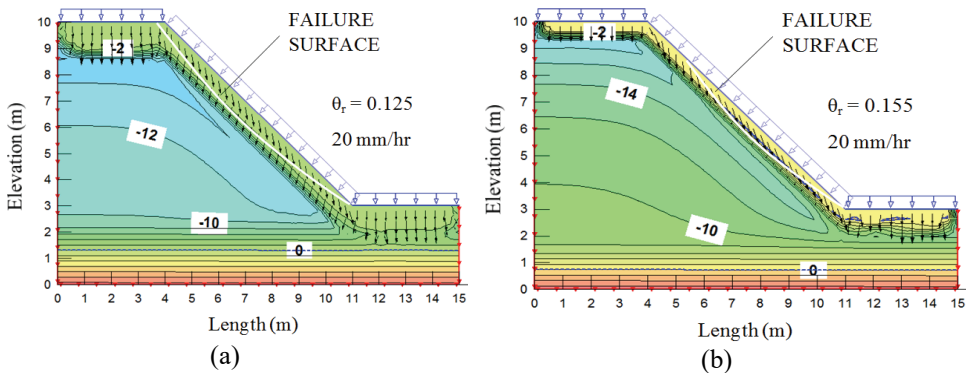 FAILURE
SURFACE
θr = 0.125
20 mm/hr
-2
-12
-10
0
10
9
8
7
6
5
4
3
2
1
0
Elevation (m)
0 1 2 3 4 5 6 7 8 9 10 11 12 13 14 15
Length (m)
(a)
FAILURE
SURFACE
θr = 0.155
20 mm/hr
-2
-14
-10
0
10
9
8
7
6
5
4
3
2
1
0
Elevation (m)
0 1 2 3 4 5 6 7 8 9 10 11 12 13 14 15
Length (m)
(b)